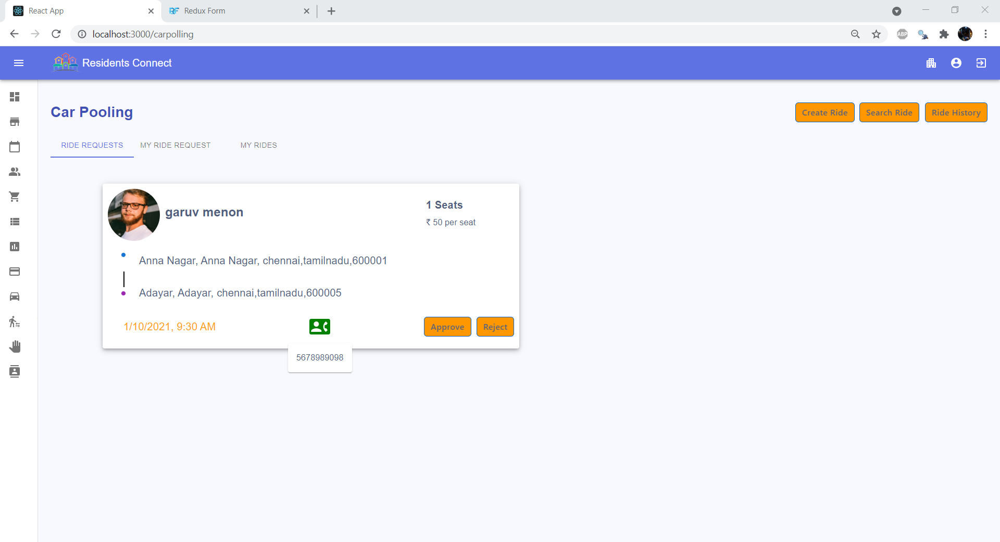 React App
Redux Form
localhost:3000/carpolling
ABP
Residents Connect
Car Pooling
Create Ride
Search Ride
Ride History
RIDE REQUESTS
MY RIDE REQUEST
MY RIDES
garuv menon
1 Seats
₹ 50 per seat
Anna Nagar, Anna Nagar, chennai,tamilnadu,600001
Adayar, Adayar, chennai,tamilnadu,600005
1/10/2021, 9:30 AM
Approve
Reject
5678989098